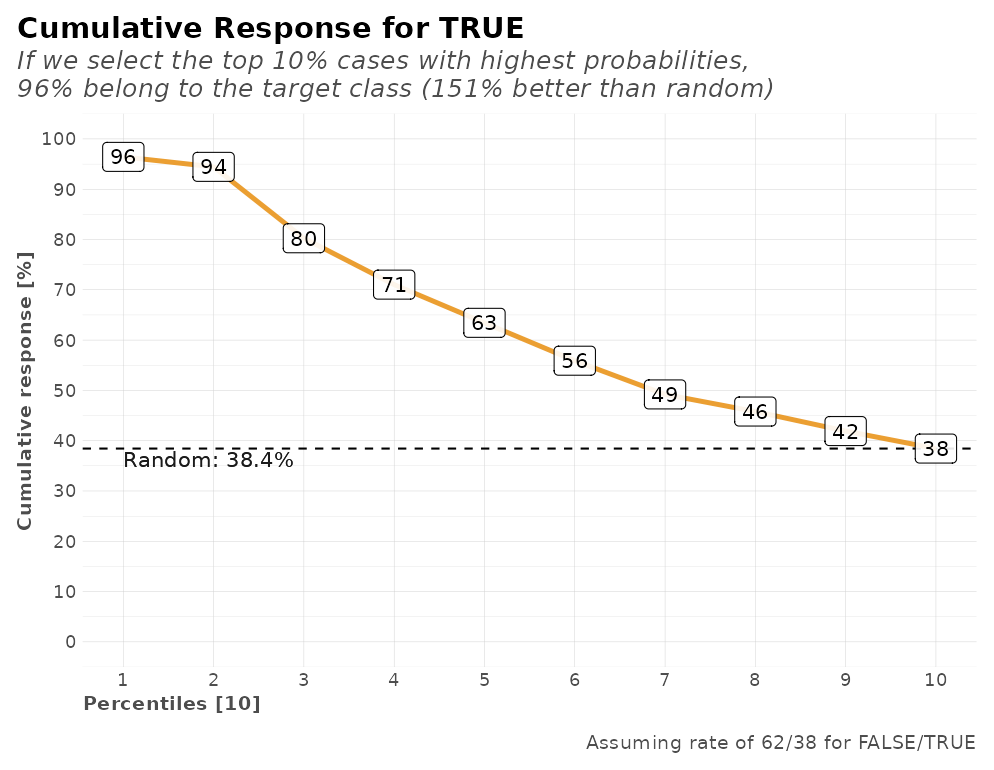 Cumulative Response for TRUE
If we select the top 10% cases with highest probabilities,
96% belong to the target class (151% better than random)
Cumulative response [%]
100
90
80
70
60
50
40
30
20
10
0
96
94
80
71
63
56
49
46
42
38
Random: 38.4%
1 2 3 4 5 6 7 8 9 10
Percentiles [10]
Assuming rate of 62/38 for FALSE/TRUE